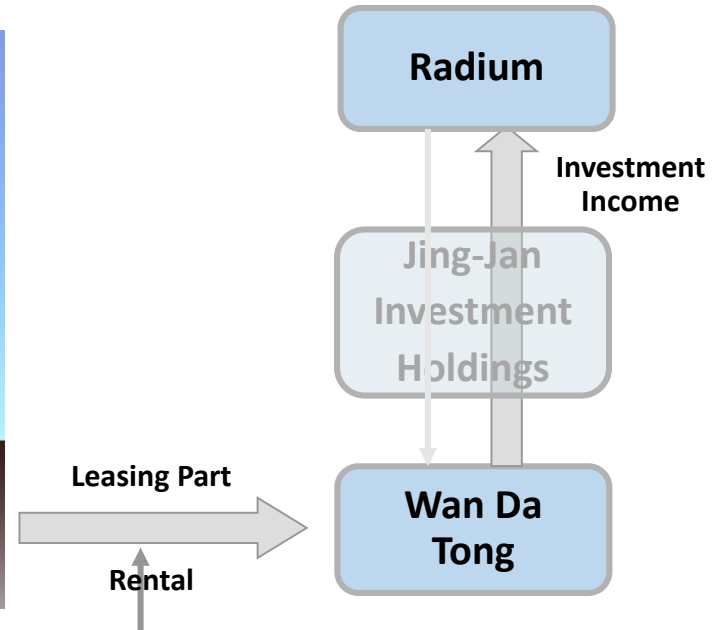 Radium
Investment
Income
Jing-Jan
Investment
Holdings
Leasing Part
Wan Da
Tong
Rental